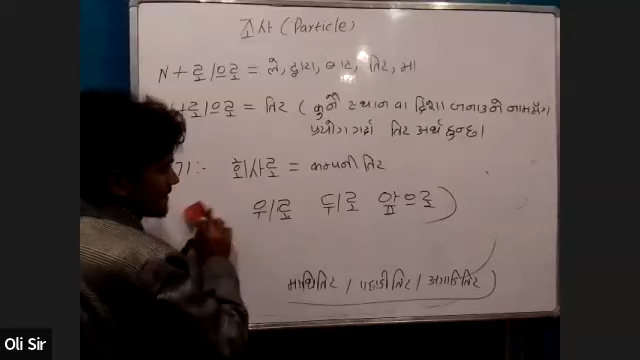 조사 (Particle)
N + 로/으로 = ले, द्वारा, बाट, तिर, मा
+로/으로 = तिर ( कुनै स्थान वा दिशा जनाउने नामसँग
प्रयोग गर्दा तिर अर्थ हुन्छ।
회사로 = कम्पनी तिर
위로 뒤로 앞으로 )
माथितिर / पछाडीतिर / अगाडितिर )
Oli Sir